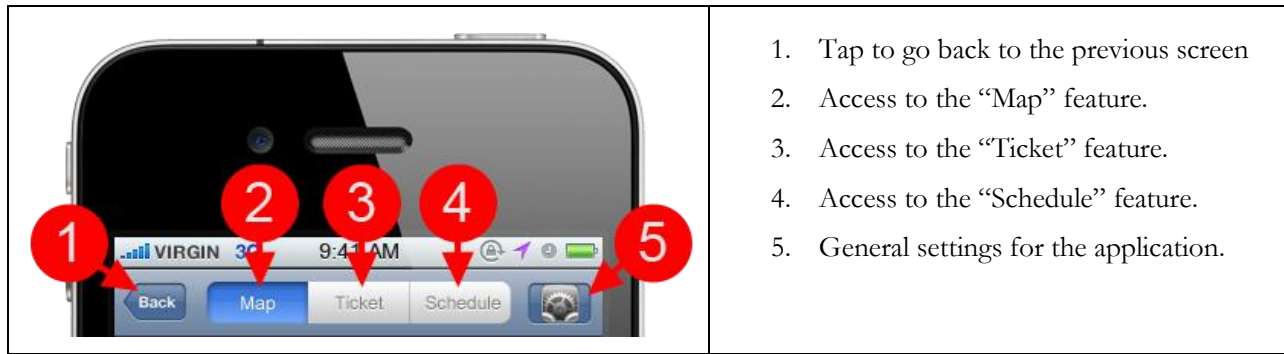 2
3
4
1
5
VIRGIN 3G 9:41 AM
Back
Map
Ticket
Schedule
1. Tap to go back to the previous screen
2. Access to the “Map” feature.
3. Access to the “Ticket” feature.
4. Access to the “Schedule” feature.
5. General settings for the application.